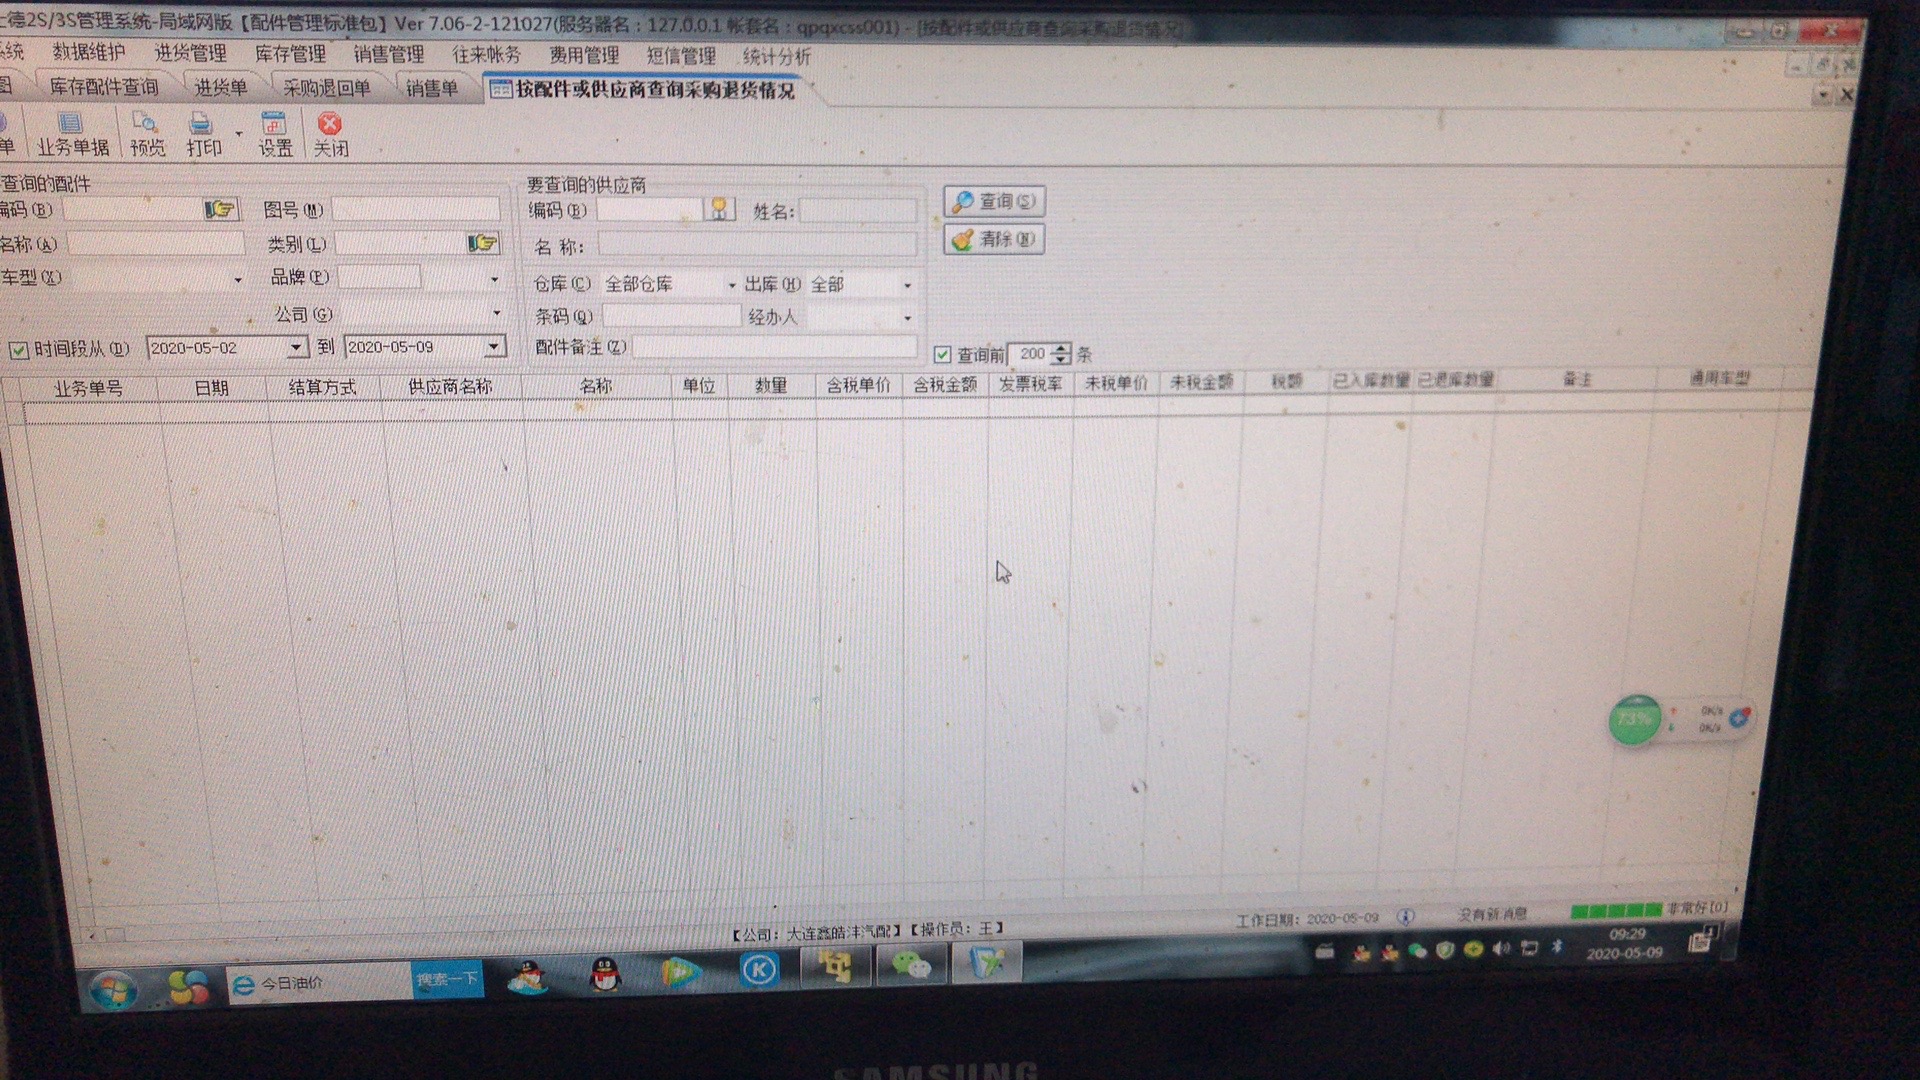 德2S/3S管理系统-局域网版【配件管理标准包】Ver 7.06-2-121027(服务器名：127.0.0.1 帐套名：qpqxcss001) - [按配件或供应商查询采购退货情况]
系统 数据维护 进货管理 库存管理 销售管理 往来帐务 费用管理 短信管理 统计分析
图 库存配件查询 进货单 采购退回单 销售单 按配件或供应商查询采购退货情况
单 业务单据 预览 打印 设置 关闭
查询的配件 要查询的供应商
编码(B) 图号(M) 编码(B) 姓名: 查询(S)
名称(A) 类别(L) 名 称: 清除(N)
车型(X) 品牌(P) 仓库(C) 全部仓库 出库(H) 全部
公司(G) 条码(Q) 经办人
时间段从(D) 2020-05-02 到 2020-05-09 配件备注(Z) 查询前 200 条
业务单号 日期 结算方式 供应商名称 名称 单位 数量 含税单价 含税金额 发票税率 未税单价 未税金额 税额 已入库数量 已退库数量 备注 通用车型
73% 0K/s
0K/s
【公司：大连鑫皓沣汽配】【操作员：王】 工作日期：2020-05-09 没有新消息 非常好[0]
今日油价 搜索一下 K 09:29
2020-05-09
SAMSUNG